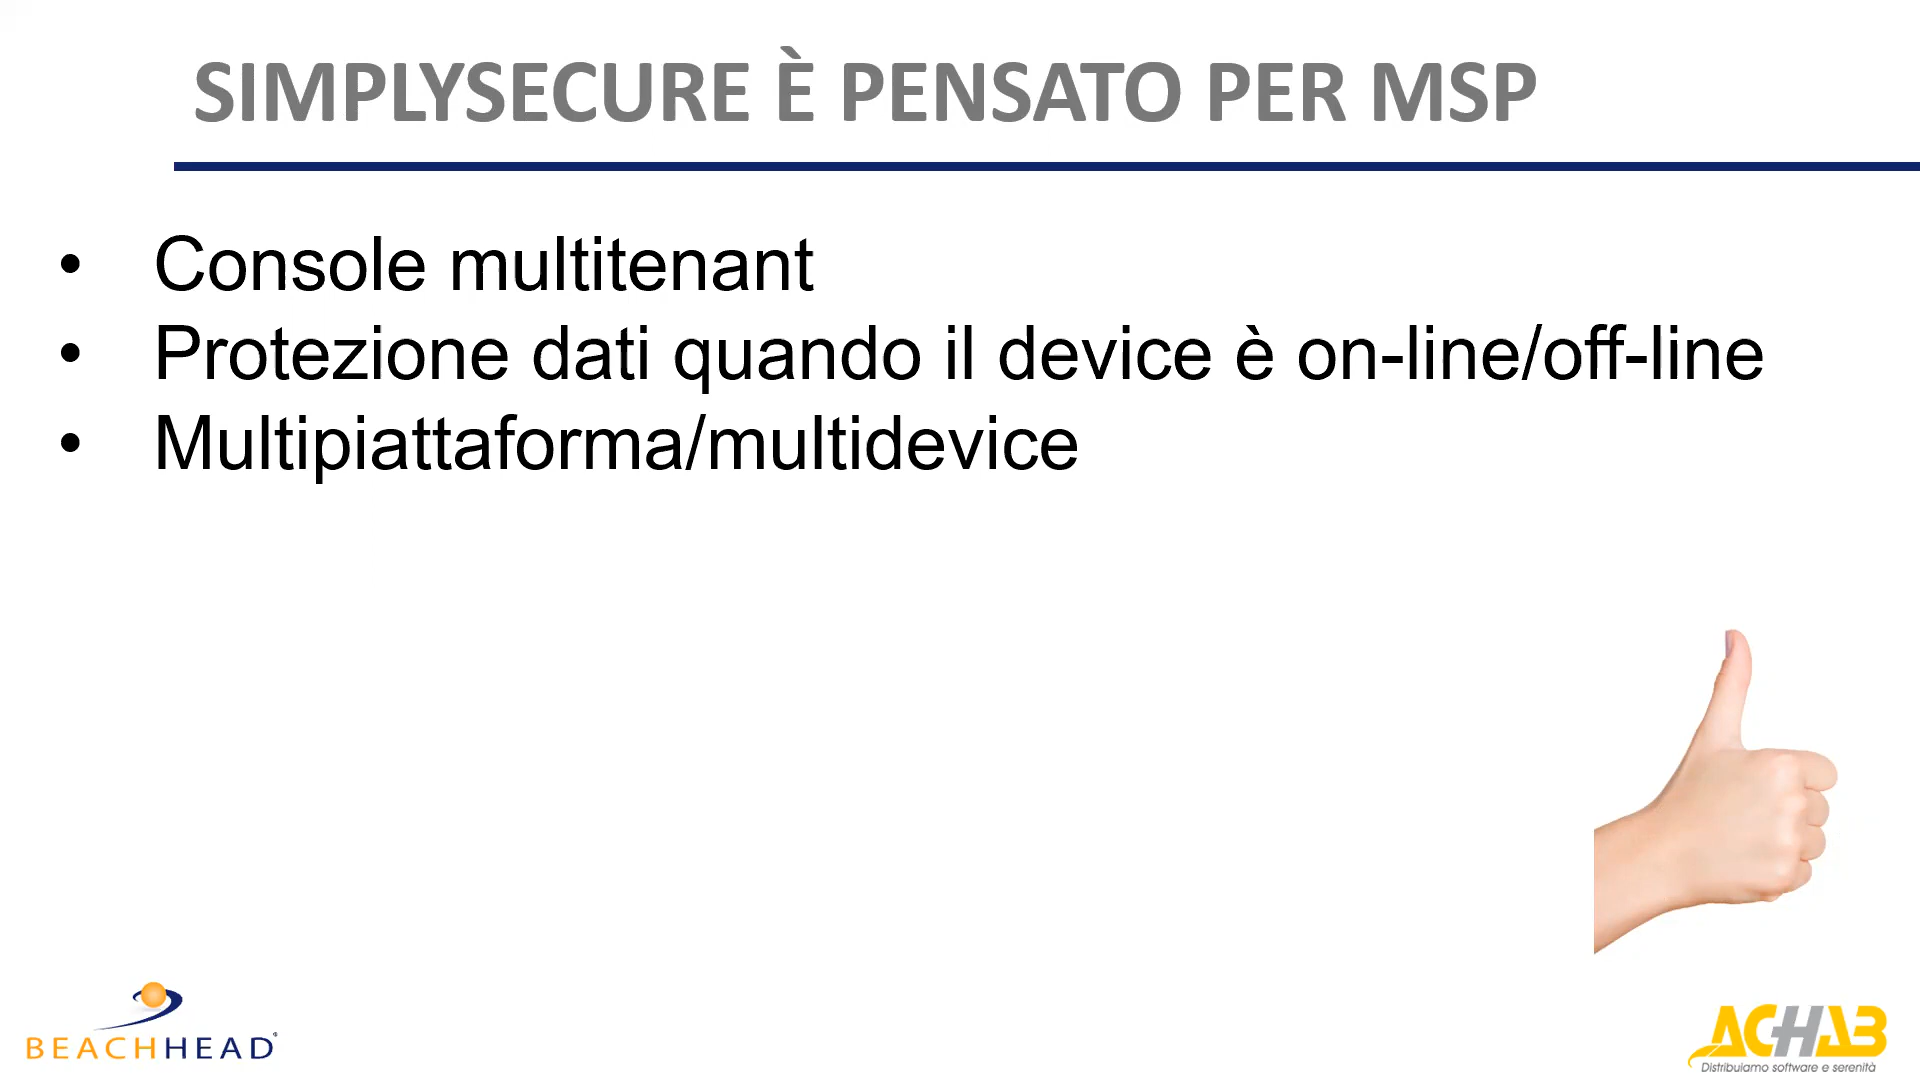 SIMPLYSECURE È PENSATO PER MSP
• Console multitenant
• Protezione dati quando il device è on-line/off-line
• Multipiattaforma/multidevice
BEACHHEAD®
ACHAB
Distribuiamo software e serenità